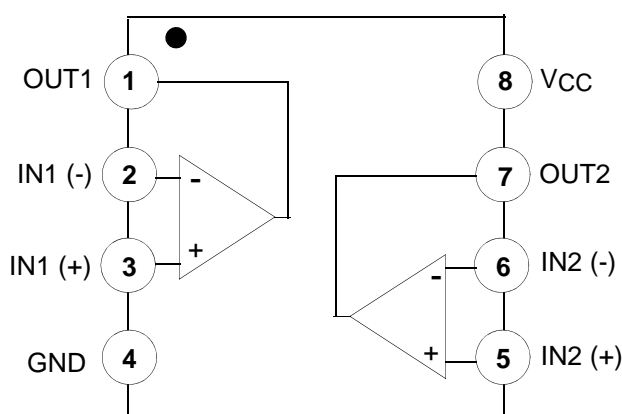 OUT1 1
8 VCC
IN1 (-) 2 -
7 OUT2
IN1 (+) 3 +
- 6 IN2 (-)
GND 4
+ 5 IN2 (+)